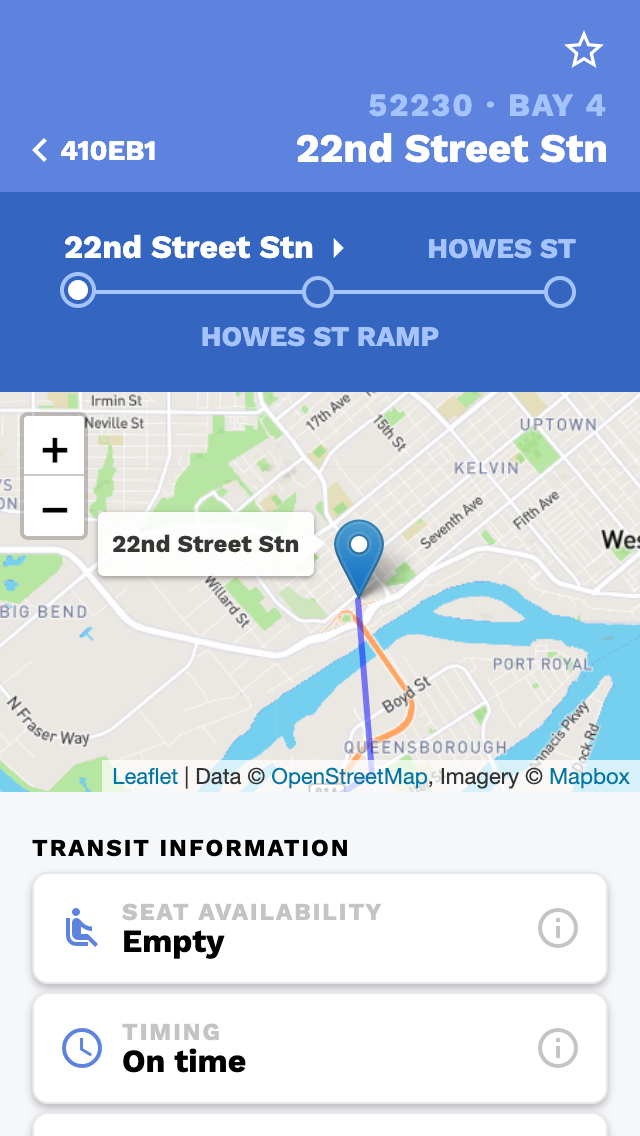 52230 · BAY 4
410EB1
22nd Street Stn
22nd Street Stn
HOWES ST
HOWES ST RAMP
Irmin St
Neville St
17th Ave
15th St
UPTOWN
KELVIN
+
−
Seventh Ave
Fifth Ave
22nd Street Stn
Willard St
BIG BEND
PORT ROYAL
N Fraser Way
Boyd St
QUEENSBOROUGH
Leaflet | Data © OpenStreetMap, Imagery © Mapbox
TRANSIT INFORMATION
SEAT AVAILABILITY
Empty
TIMING
On time